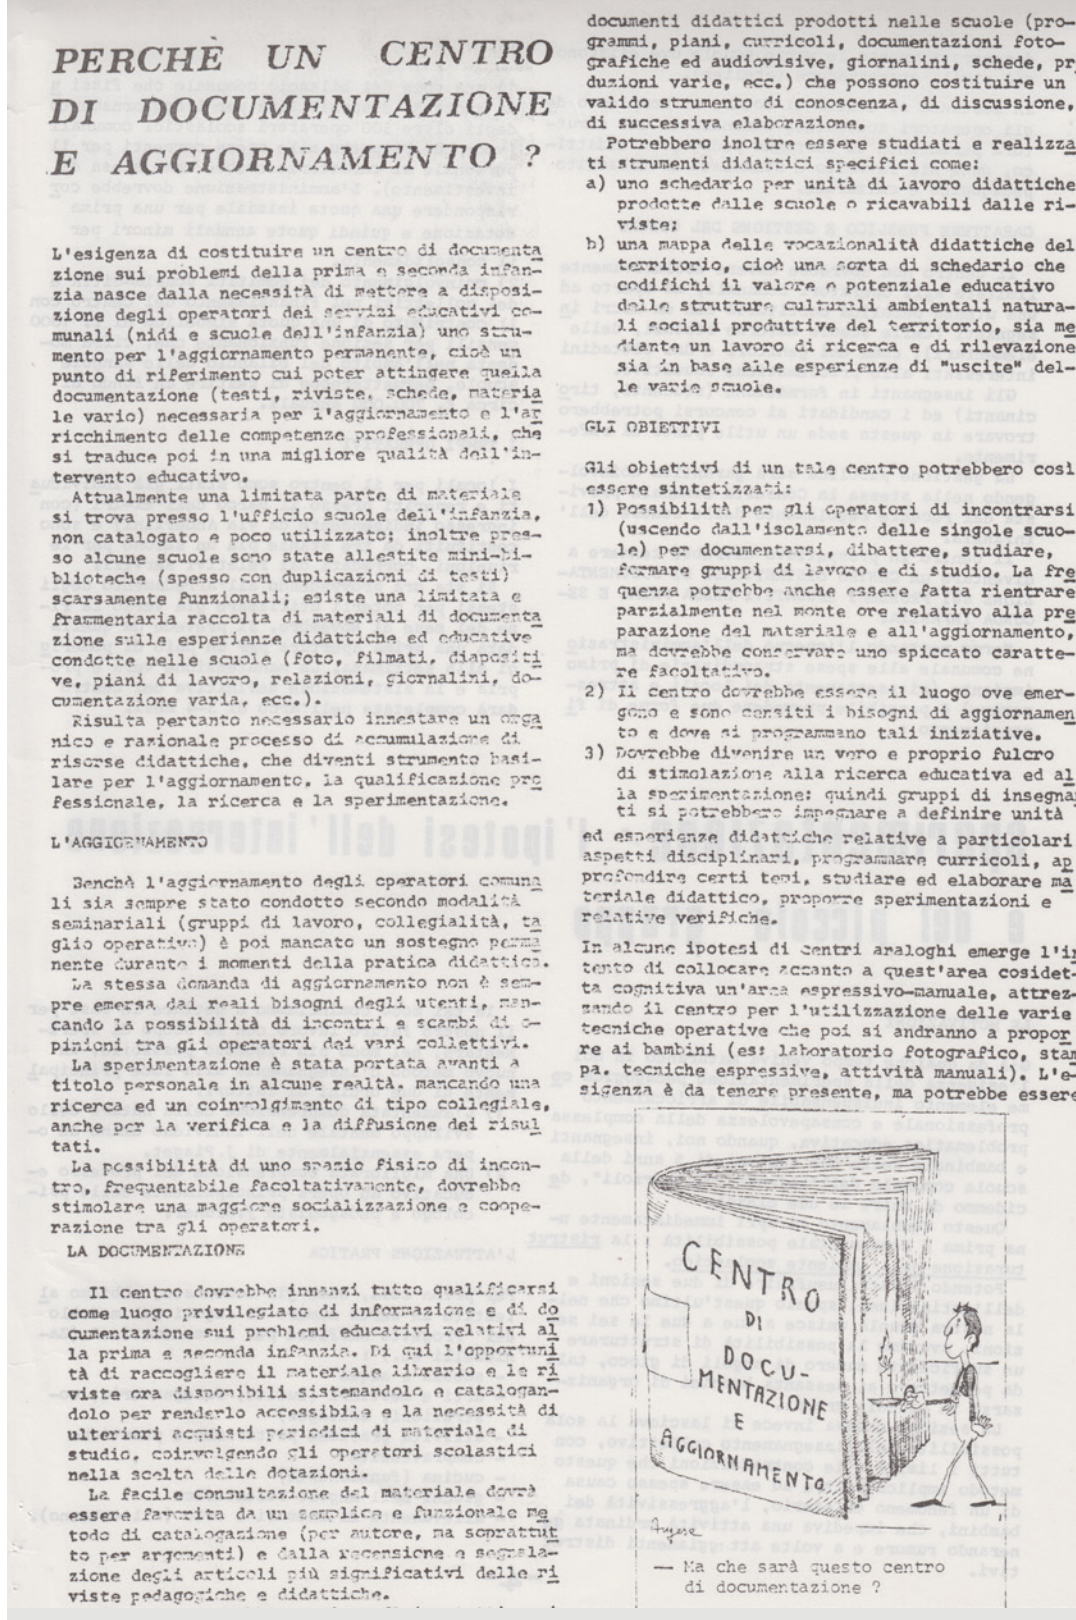 PERCHÈ UN CENTRO
DI DOCUMENTAZIONE
E AGGIORNAMENTO ?
L'esigenza di costituire un centro di documenta
zione sui problemi della prima e seconda infan-
zia nasce dalla necessità di mettere a disposi-
zione degli operatori dei servizi educativi co-
munali (nidi e scuole dell'infanzia) uno stru-
mento per l'aggiornamento permanente, cioè un
punto di riferimento cui poter attingere quella
documentazione (testi, riviste, schede, materia
le vario) necessaria per l'aggiornamento e l'ar
ricchimento delle competenze professionali, che
si traduce poi in una migliore qualità dell'in-
tervento educativo.
Attualmente una limitata parte di materiale
si trova presso l'ufficio scuole dell'infanzia,
non catalogato e poco utilizzato; inoltre pres-
so alcune scuole sono state allestite mini-bi-
blioteche (spesso con duplicazioni di testi)
scarsamente funzionali; esiste una limitata e
frammentaria raccolta di materiali di documenta
zione sulle esperienze didattiche ed educative
condotte nelle scuole (foto, filmati, diapositi
ve, piani di lavoro, relazioni, giornalini, do-
cumentazione varia, ecc.).
Risulta pertanto necessario innestare un orga
nico e razionale processo di accumulazione di
risorse didattiche, che diventi strumento basi-
lare per l'aggiornamento, la qualificazione pro
fessionale, la ricerca e la sperimentazione.
L'AGGIORNAMENTO
Benchè l'aggiornamento degli operatori comuna
li sia sempre stato condotto secondo modalità
seminariali (gruppi di lavoro, collegialità, ta
glio operativo) è poi mancato un sostegno perma
nente durante i momenti della pratica didattica.
La stessa domanda di aggiornamento non è sem-
pre emersa dai reali bisogni degli utenti, man-
cando la possibilità di incontri e scambi di o-
pinioni tra gli operatori dei vari collettivi.
La sperimentazione è stata portata avanti a
titolo personale in alcune realtà, mancando una
ricerca ed un coinvolgimento di tipo collegiale,
anche per la verifica e la diffusione dei risul
tati.
La possibilità di uno spazio fisico di incon-
tro, frequentabile facoltativamente, dovrebbe
stimolare una maggiore socializzazione e coope-
razione tra gli operatori.
LA DOCUMENTAZIONE
Il centro dovrebbe innanzi tutto qualificarsi
come luogo privilegiato di informazione e di do
cumentazione sui problemi educativi relativi al
la prima e seconda infanzia. Di qui l'opportuni
tà di raccogliere il materiale librario e le ri
viste ora disponibili sistemandolo e catalogan-
dolo per renderlo accessibile e la necessità di
ulteriori acquisti periodici di materiale di
studio, coinvolgendo gli operatori scolastici
nella scelta delle dotazioni.
La facile consultazione del materiale dovrà
essere favorita da un semplice e funzionale me
todo di catalogazione (per autore, ma soprattut
to per argomenti) e dalla recensione e segnala-
zione degli articoli più significativi delle ri
viste pedagogiche e didattiche.
documenti didattici prodotti nelle scuole (pro-
grammi, piani, curricoli, documentazioni foto-
grafiche ed audiovisive, giornalini, schede, pr
duzioni varie, ecc.) che possono costituire un
valido strumento di conoscenza, di discussione,
di successiva elaborazione.
Potrebbero inoltre essere studiati e realizza
ti strumenti didattici specifici come:
a) uno schedario per unità di lavoro didattiche
prodotte dalle scuole o ricavabili dalle ri-
viste;
b) una mappa delle vocazionalità didattiche del
territorio, cioè una sorta di schedario che
codifichi il valore e potenziale educativo
delle strutture culturali ambientali natura-
li sociali produttive del territorio, sia me
diante un lavoro di ricerca e di rilevazione
sia in base alle esperienze di "uscite" del-
le varie scuole.
GLI OBIETTIVI
Gli obiettivi di un tale centro potrebbero così
essere sintetizzati:
1) Possibilità per gli operatori di incontrarsi
(uscendo dall'isolamento delle singole scuo-
le) per documentarsi, dibattere, studiare,
formare gruppi di lavoro e di studio. La fre
quenza potrebbe anche essere fatta rientrare
parzialmente nel monte ore relativo alla pre
parazione del materiale e all'aggiornamento,
ma dovrebbe conservare uno spiccato caratte-
re facoltativo.
2) Il centro dovrebbe essere il luogo ove emer-
gono e sono censiti i bisogni di aggiornamen
to e dove si programmano tali iniziative.
3) Dovrebbe divenire un vero e proprio fulcro
di stimolazione alla ricerca educativa ed al
la sperimentazione; quindi gruppi di insegna
ti si potrebbero impegnare a definire unità
ed esperienze didattiche relative a particolari
aspetti disciplinari, programmare curricoli, ap
profondire certi temi, studiare ed elaborare ma
teriale didattico, proporre sperimentazioni e
relative verifiche.
In alcune ipotesi di centri analoghi emerge l'in
tento di collocare accanto a quest'area cosidet-
ta cognitiva un'area espressivo-manuale, attrez-
zando il centro per l'utilizzazione delle varie
tecniche operative che poi si andranno a propor
re ai bambini (es: laboratorio fotografico, stam
pa, tecniche espressive, attività manuali). L'e-
sigenza è da tenere presente, ma potrebbe essere
CENTRO
DI
DOCU-
MENTAZIONE
E
AGGIORNAMENTO
— Ma che sarà questo centro
di documentazione ?